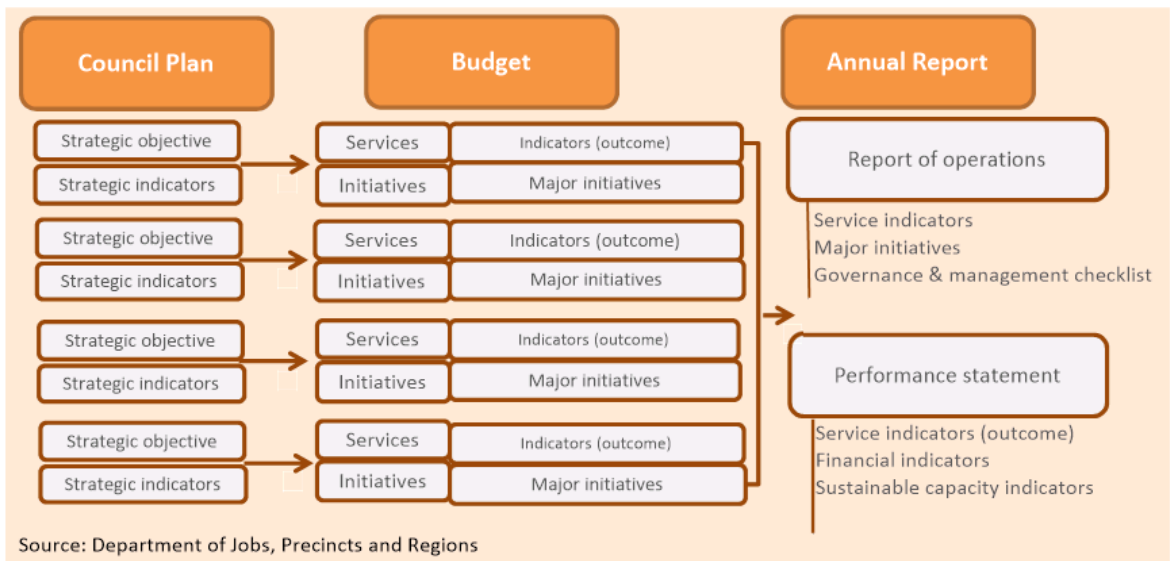 Council Plan
Budget
Annual Report
Strategic objective
Strategic indicators
Services
Indicators (outcome)
Initiatives
Major initiatives
Strategic objective
Strategic indicators
Services
Indicators (outcome)
Initiatives
Major initiatives
Strategic objective
Strategic indicators
Services
Indicators (outcome)
Initiatives
Major initiatives
Strategic objective
Strategic indicators
Services
Indicators (outcome)
Initiatives
Major initiatives
Report of operations
Service indicators
Major initiatives
Governance & management checklist
Performance statement
Service indicators (outcome)
Financial indicators
Sustainable capacity indicators
Source: Department of Jobs, Precincts and Regions